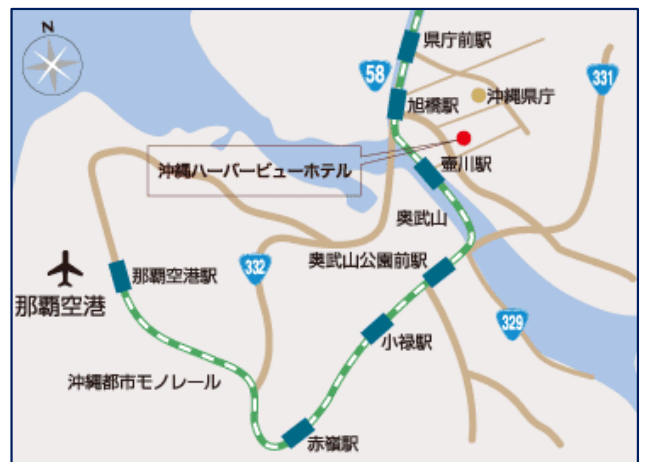 N
県庁前駅
58
331
旭橋駅
沖縄県庁
沖縄ハーバービューホテル
壷川駅
奥武山
332
奥武山公園前駅
那覇空港駅
那覇空港
329
小禄駅
沖縄都市モノレール
赤嶺駅